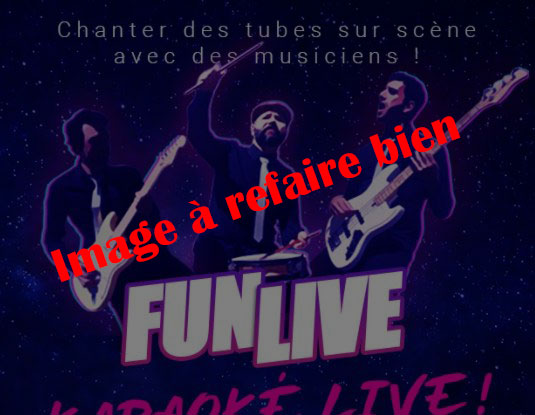 Chanter des tubes sur scène
avec des musiciens !
Image à refaire bien
FUNLIVE
KARAOKÉ LIVE!